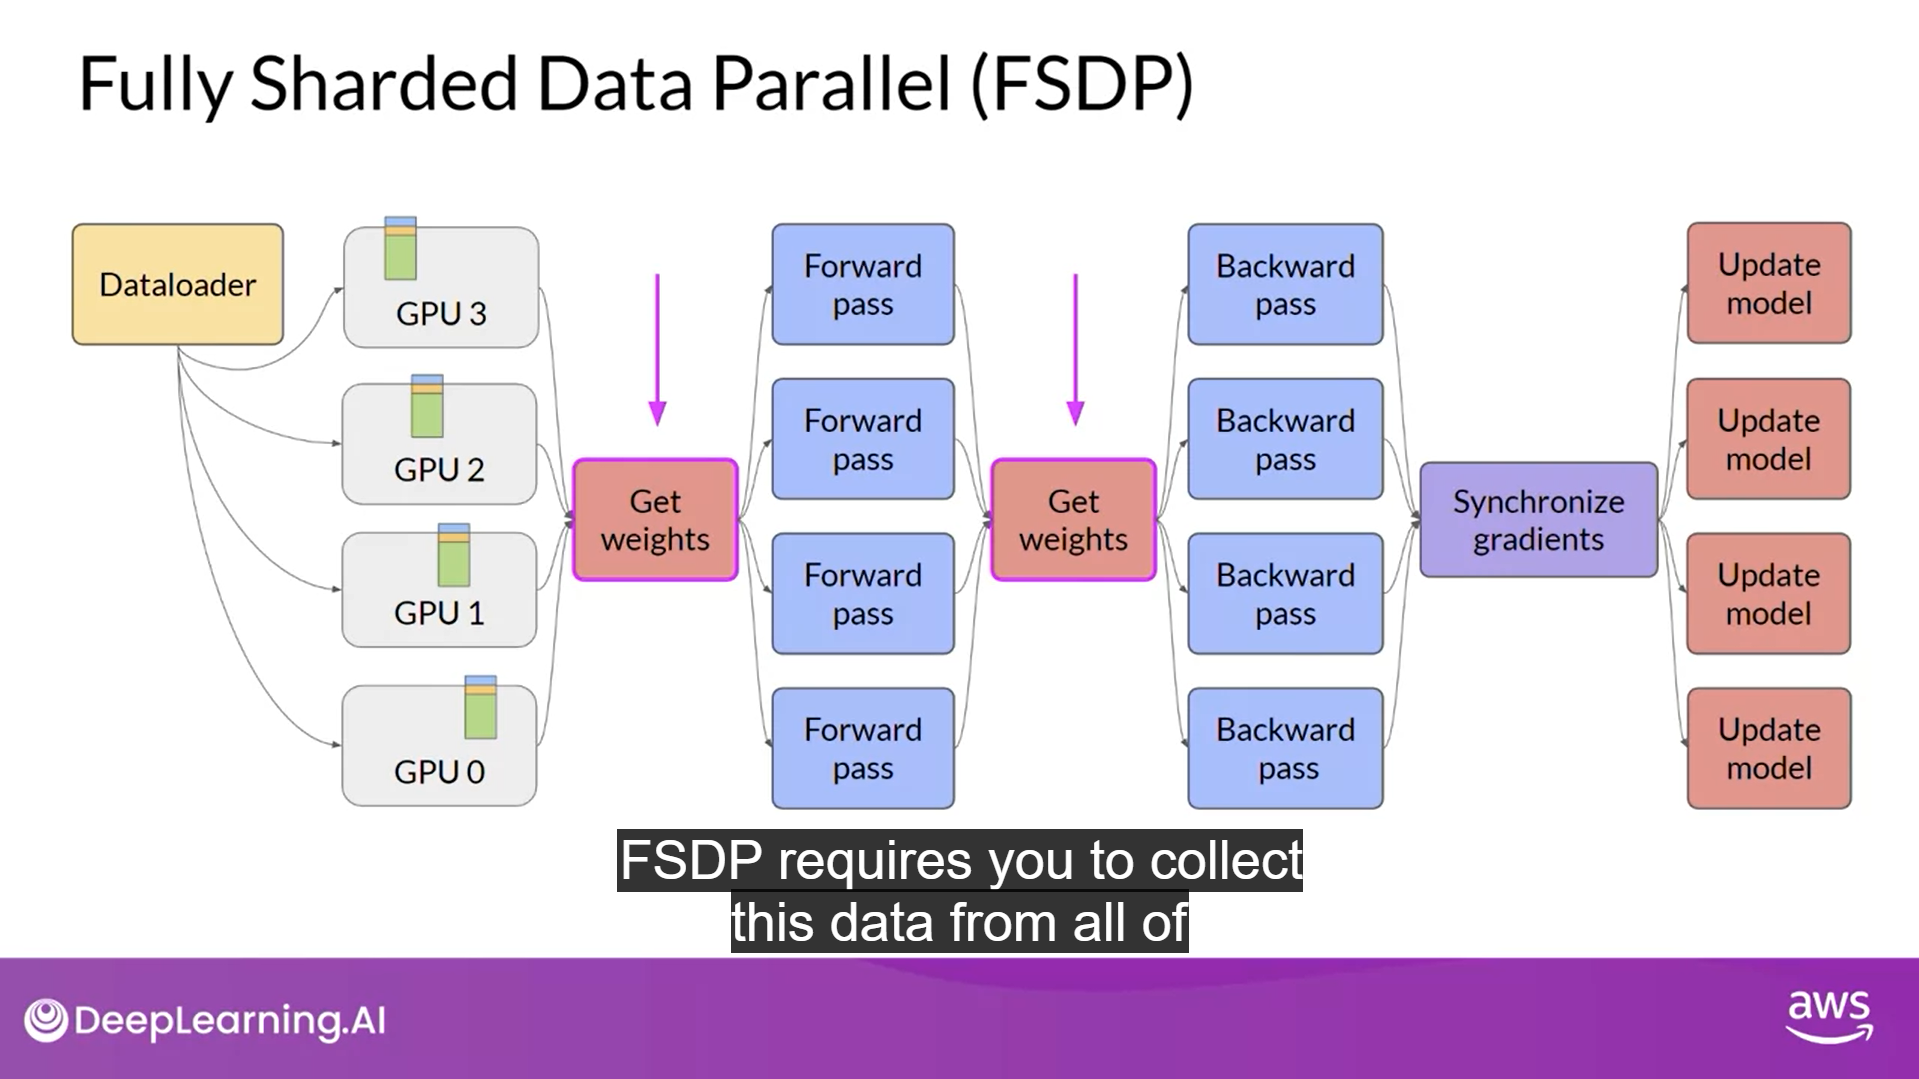 Fully Sharded Data Parallel (FSDP)
Dataloader
GPU 3
GPU 2
GPU 1
GPU 0
Get
weights
Forward
pass
Forward
pass
Forward
pass
Forward
pass
Get
weights
Backward
pass
Backward
pass
Backward
pass
Backward
pass
Synchronize
gradients
Update
model
Update
model
Update
model
Update
model
FSDP requires you to collect
this data from all of
DeepLearning.AI
aws